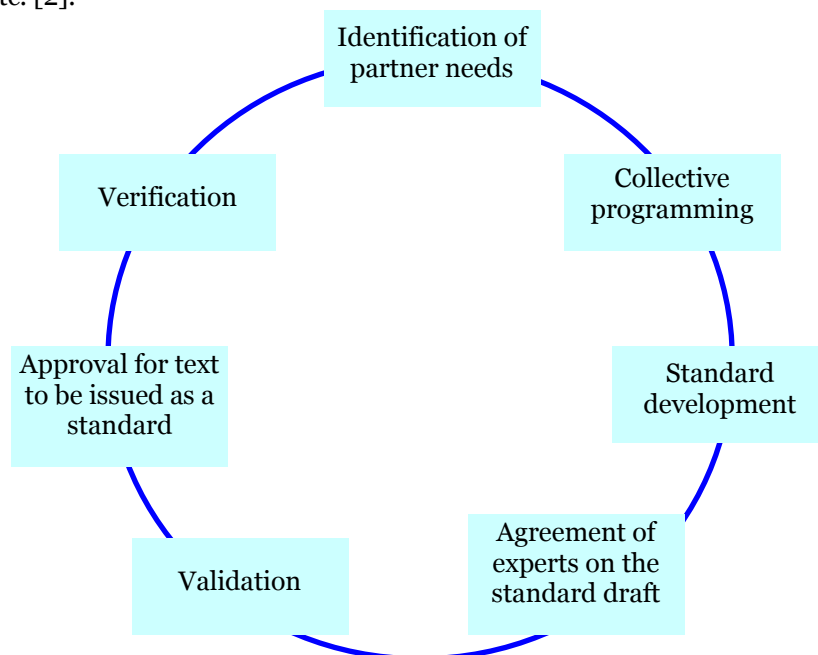 [2].
Identification of
partner needs
Collective
programming
Standard
development
Agreement of
experts on the
standard draft
Validation
Approval for text
to be issued as a
standard
Verification